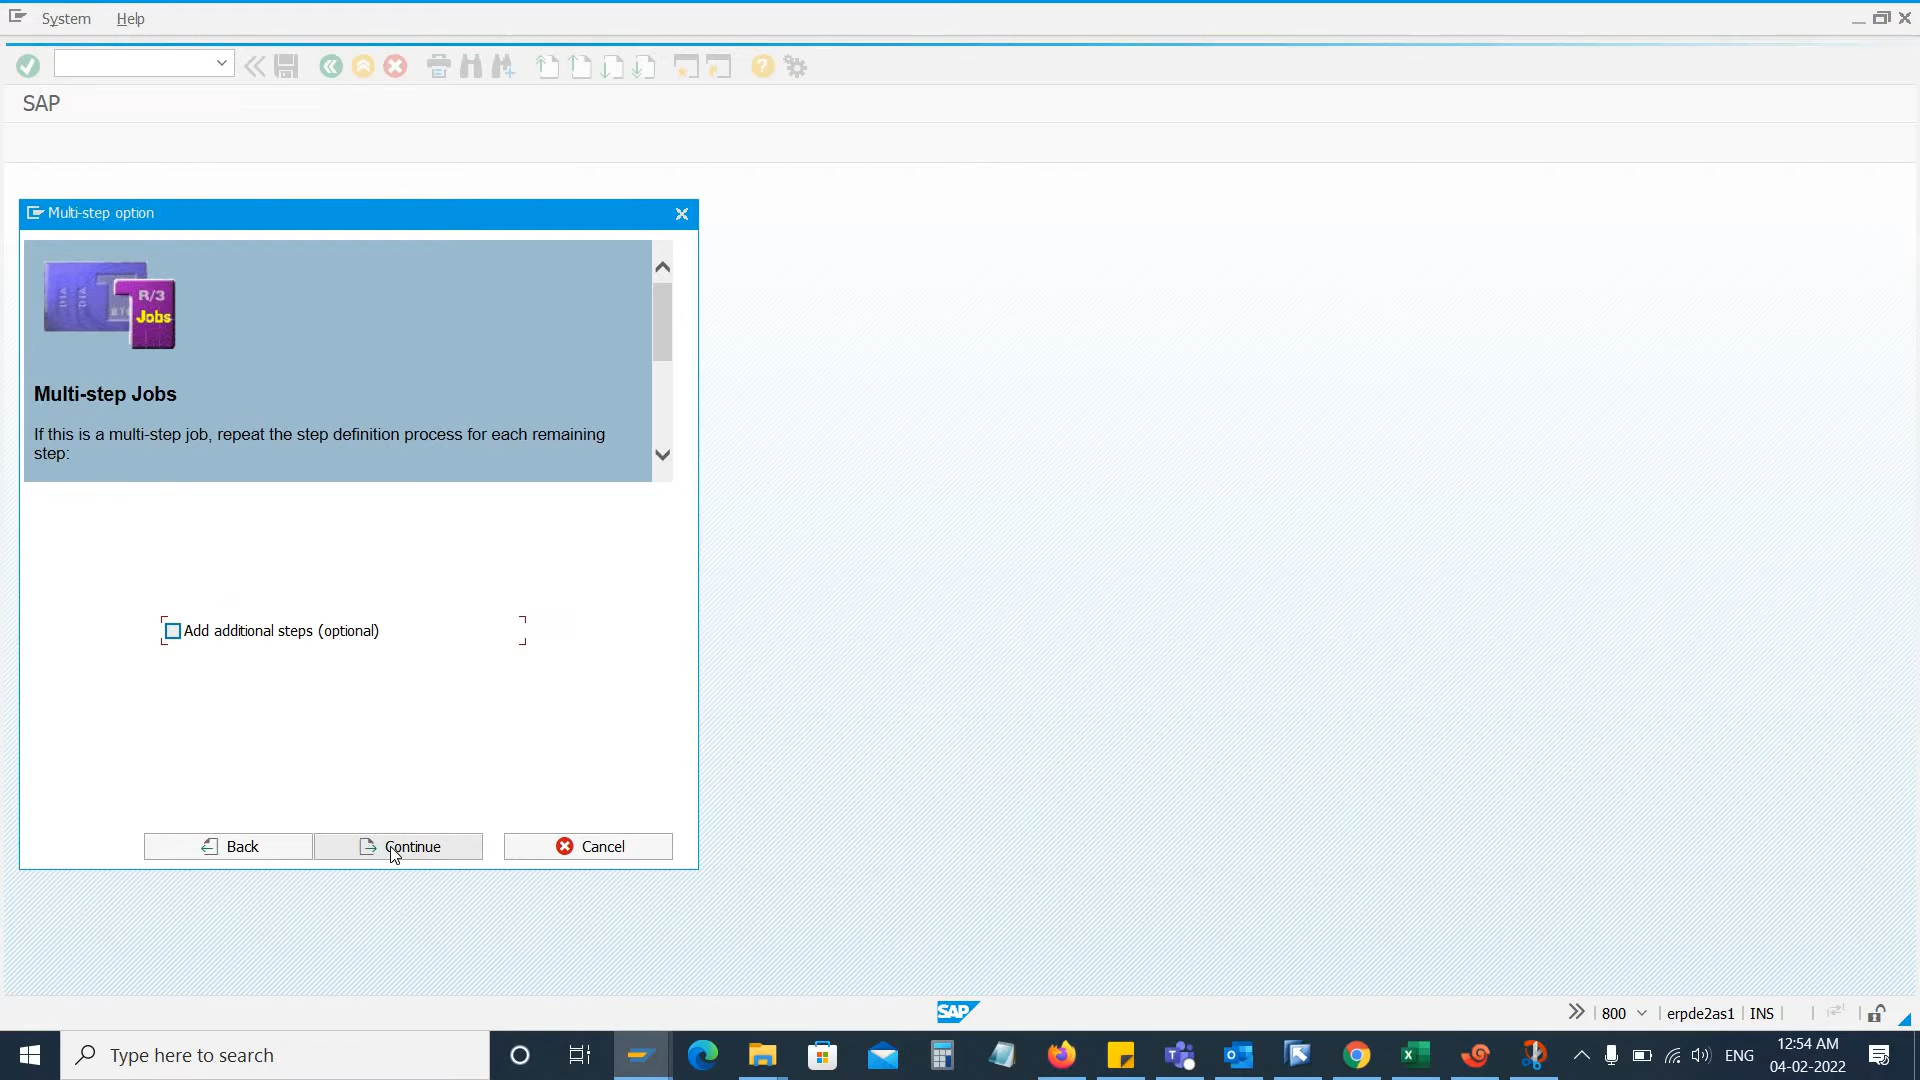 System Help
SAP
Multi-step option
R/3
Jobs
Multi-step Jobs
If this is a multi-step job, repeat the step definition process for each remaining
step:
Add additional steps (optional)
Back Continue Cancel
SAP 800 erpde2as1 INS
Type here to search ENG 12:54 AM
04-02-2022